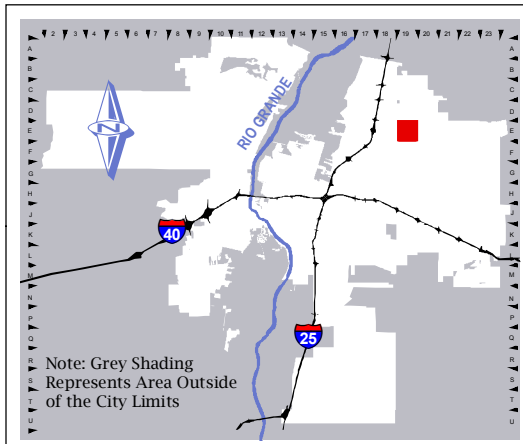 2 3 4 5 6 7 8 9 10 11 12 13 14 15 16 17 18 19 20 21 22 23
A
B
C
D
E
F
G
H
J
K
L
M
N
P
Q
R
S
T
U
N
RIO GRANDE
40
25
Note: Grey Shading
Represents Area Outside
of the City Limits
A
B
C
D
E
F
G
H
J
K
L
M
N
P
Q
R
S
T
U